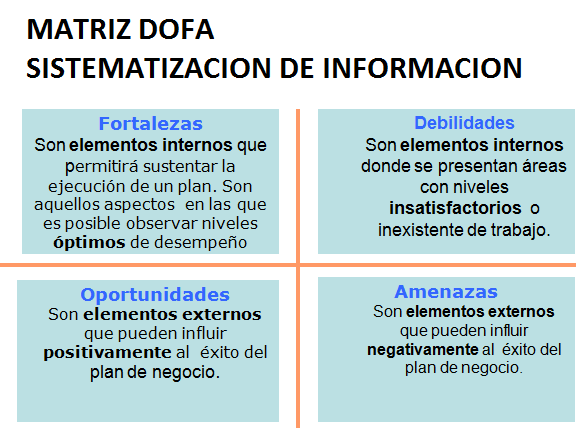 MATRIZ DOFA
SISTEMATIZACION DE INFORMACION
Fortalezas
Son elementos internos que
permitirá sustentar la
ejecución de un plan. Son
aquellos aspectos en las que
es posible observar niveles
óptimos de desempeño
Debilidades
Son elementos internos
donde se presentan áreas
con niveles
insatisfactorios o
inexistente de trabajo.
Oportunidades
Son elementos externos
que pueden influir
positivamente al éxito del
plan de negocio.
Amenazas
Son elementos externos
que pueden influir
negativamente al éxito del
plan de negocio.